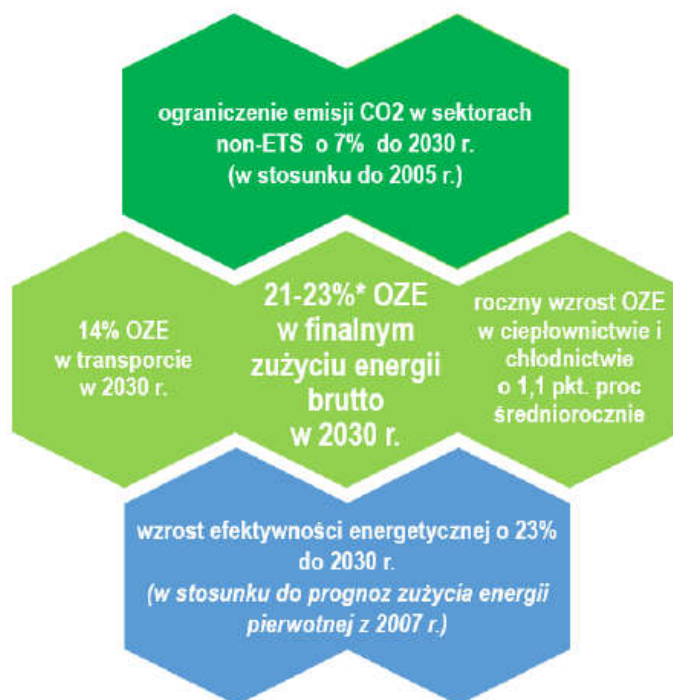 ograniczenie emisji CO2 w sektorach
non-ETS o 7% do 2030 r.
(w stosunku do 2005 r.)
14% OZE
w transporcie
w 2030 r.
21-23%* OZE
w finalnym
zużyciu energii
brutto
w 2030 r.
roczny wzrost OZE
w ciepłownictwie i
chłodnictwie
o 1,1 pkt. proc
średniorocznie
wzrost efektywności energetycznej o 23%
do 2030 r.
(w stosunku do prognoz zużycia energii
pierwotnej z 2007 r.)